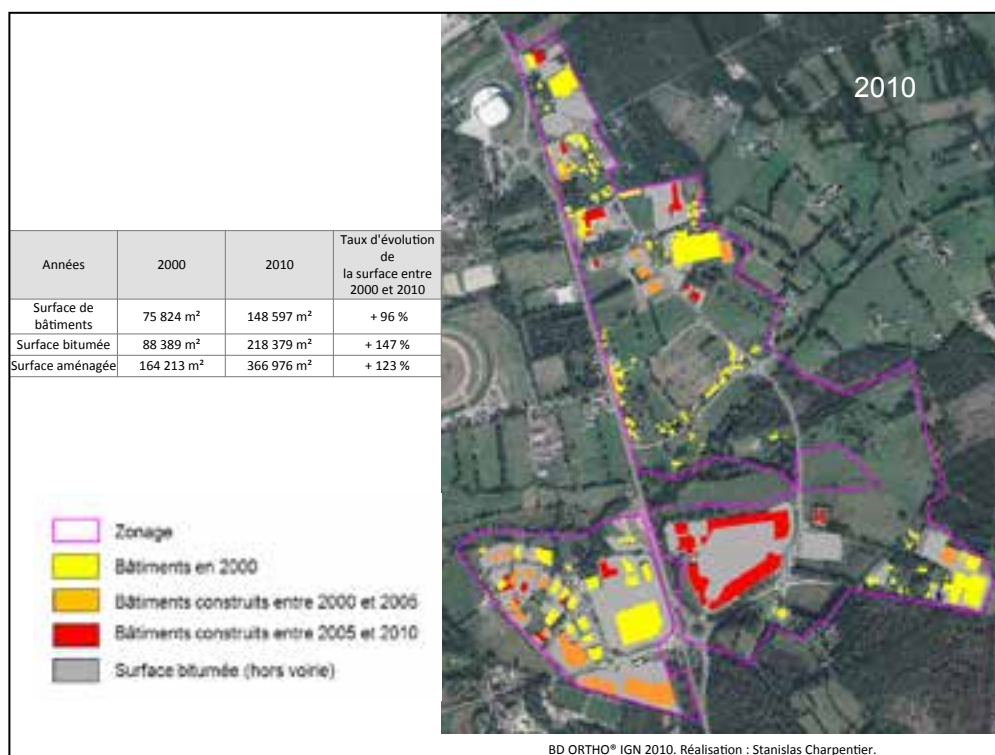 2010
Années 2000 2010 Taux d'évolution
de
la surface entre
2000 et 2010
Surface de
bâtiments 75 824 m² 148 597 m² + 96 %
Surface bitumée 88 389 m² 218 379 m² + 147 %
Surface aménagée 164 213 m² 366 976 m² + 123 %
Zonage
Bâtiments en 2000
Bâtiments construits entre 2000 et 2005
Bâtiments construits entre 2005 et 2010
Surface bitumée (hors voirie)
BD ORTHO® IGN 2010. Réalisation : Stanislas Charpentier.